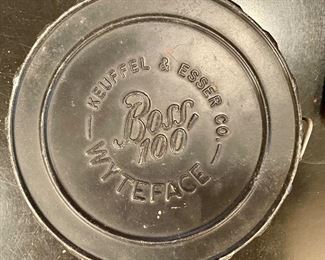 KEUFFEL & ESSER CO.
"Boss"
100
WYTEFACE